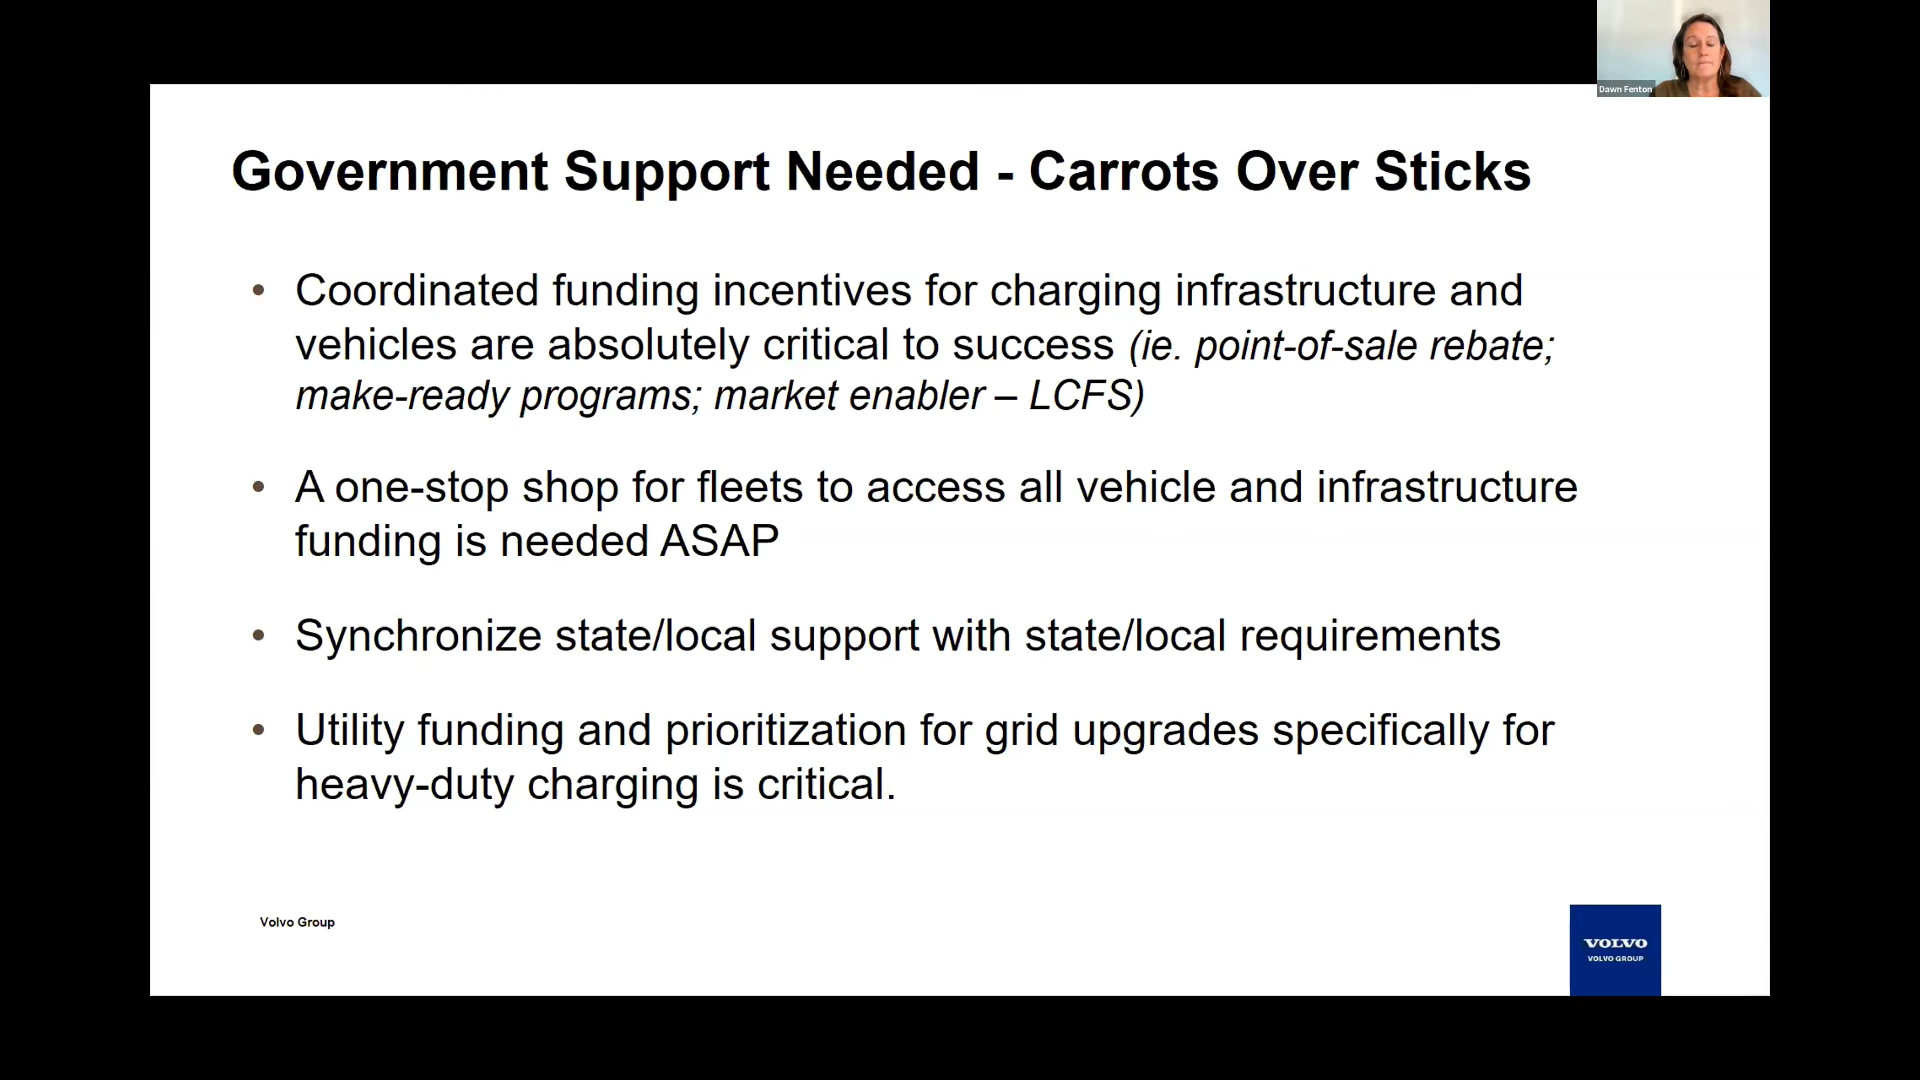 Dawn Fenton
Government Support Needed - Carrots Over Sticks
• Coordinated funding incentives for charging infrastructure and
vehicles are absolutely critical to success (ie. point-of-sale rebate;
make-ready programs; market enabler – LCFS)
• A one-stop shop for fleets to access all vehicle and infrastructure
funding is needed ASAP
• Synchronize state/local support with state/local requirements
• Utility funding and prioritization for grid upgrades specifically for
heavy-duty charging is critical.
Volvo Group
VOLVO
VOLVO GROUP